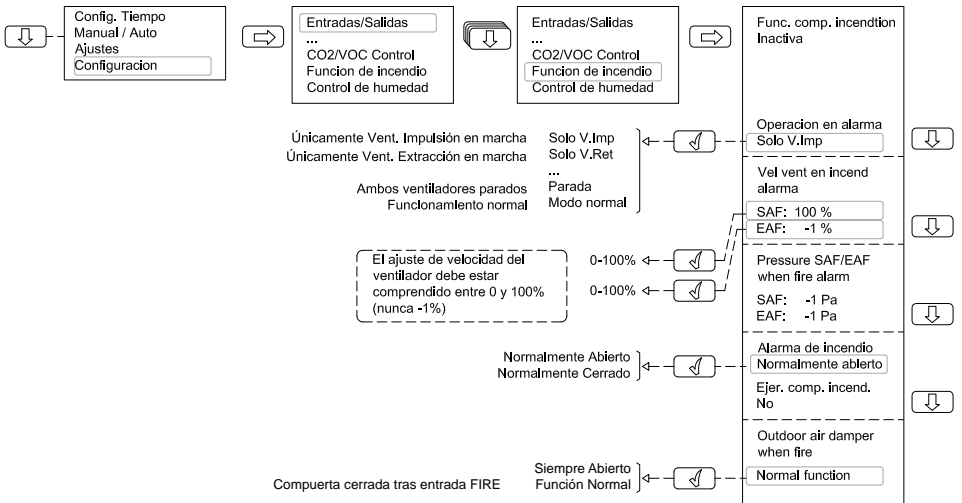 Config. Tiempo
Manual / Auto
Ajustes
Configuracion
Entradas/Salidas
...
CO2/VOC Control
Funcion de incendio
Control de humedad
Entradas/Salidas
...
CO2/VOC Control
Funcion de incendio
Control de humedad
Func. comp. incendtion
Inactiva
Operacion en alarma
Solo V.Imp
Únicamente Vent. Impulsión en marcha Solo V.Imp
Únicamente Vent. Extracción en marcha Solo V.Ret
...
Ambos ventiladores parados Parada
Funcionamiento normal Modo normal
Vel vent en incend
alarma
SAF: 100 %
EAF: -1 %
El ajuste de velocidad del
ventilador debe estar
comprendido entre 0 y 100%
(nunca -1%)
0-100%
0-100%
Pressure SAF/EAF
when fire alarm
SAF: -1 Pa
EAF: -1 Pa
Alarma de incendio
Normalmente abierto
Normalmente Abierto
Normalmente Cerrado
Ejer. comp. incend.
No
Outdoor air damper
when fire
Normal function
Siempre Abierto
Compuerta cerrada tras entrada FIRE Función Normal